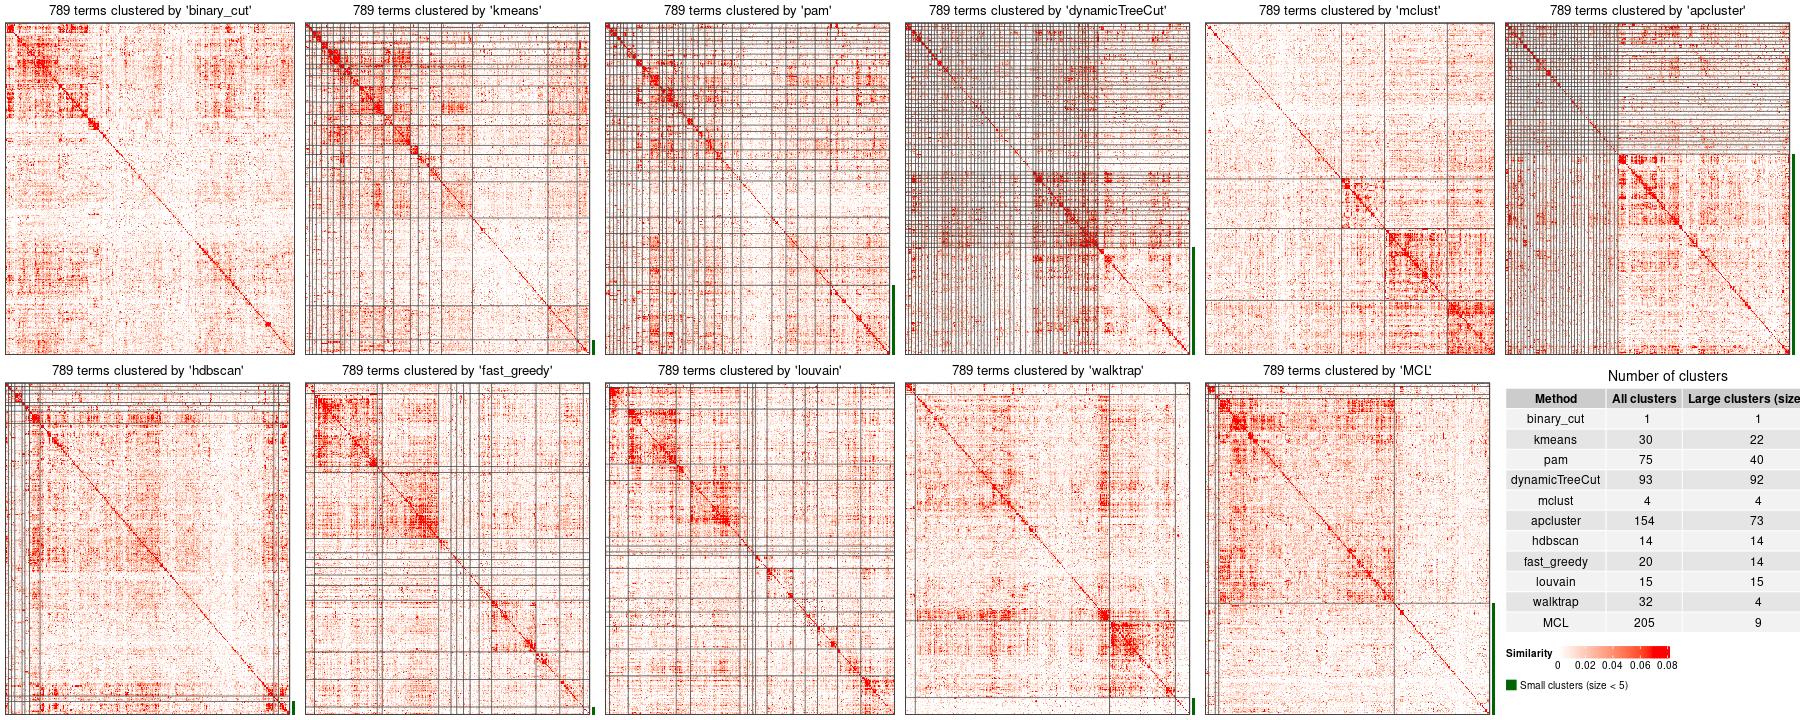 789 terms clustered by 'binary_cut'
789 terms clustered by 'kmeans'
789 terms clustered by 'pam'
789 terms clustered by 'dynamicTreeCut'
789 terms clustered by 'mclust'
789 terms clustered by 'apcluster'
789 terms clustered by 'hdbscan'
789 terms clustered by 'fast_greedy'
789 terms clustered by 'louvain'
789 terms clustered by 'walktrap'
789 terms clustered by 'MCL'
Number of clusters
Method All clusters Large clusters (size
binary_cut 1 1
kmeans 30 22
pam 75 40
dynamicTreeCut 93 92
mclust 4 4
apcluster 154 73
hdbscan 14 14
fast_greedy 20 14
louvain 15 15
walktrap 32 4
MCL 205 9
Similarity
0 0.02 0.04 0.06 0.08
Small clusters (size < 5)